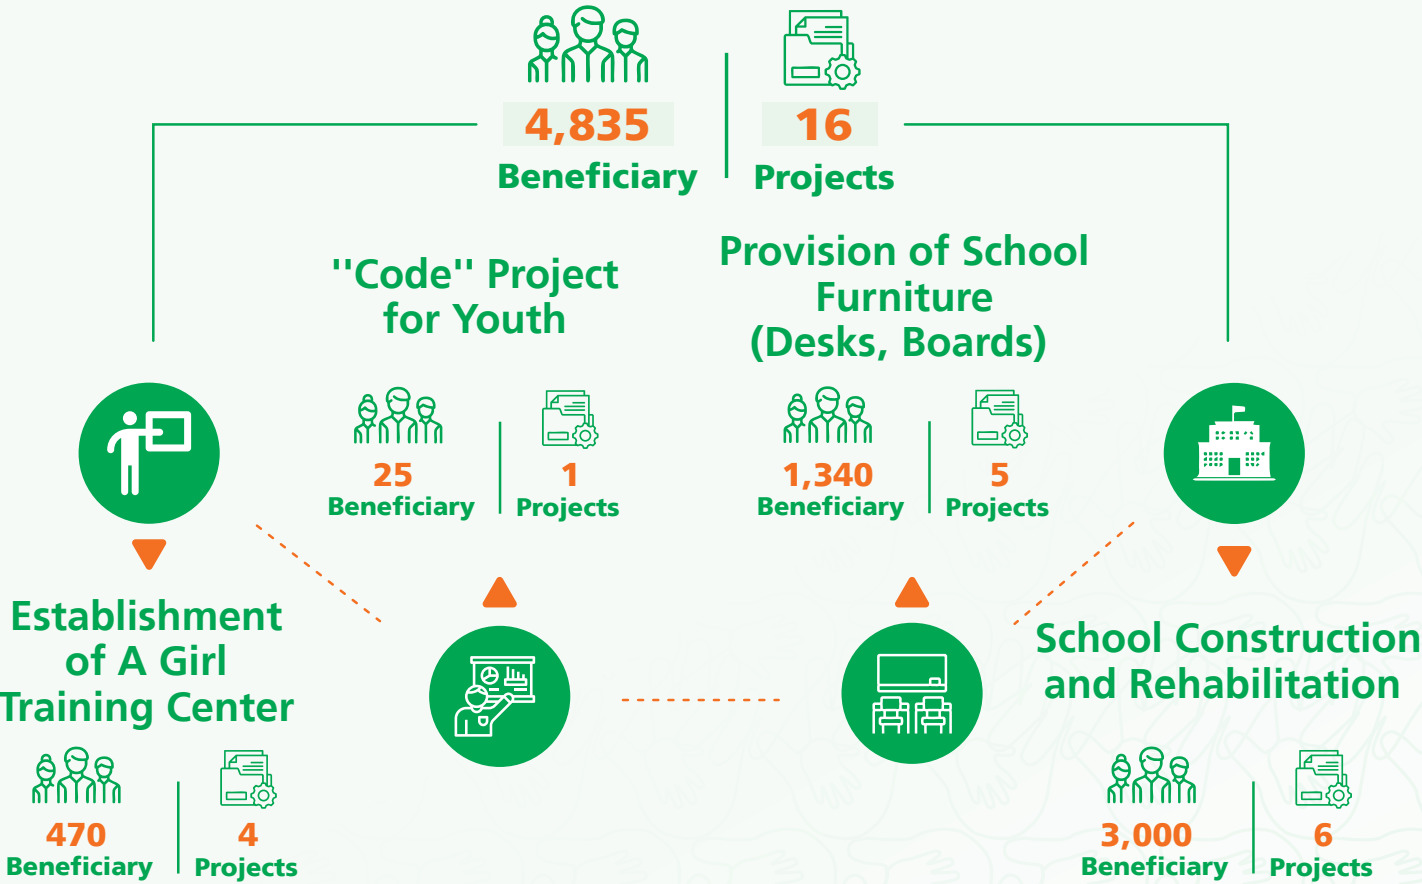 4,835
Beneficiary
16
Projects
"Code" Project
for Youth
25
Beneficiary
1
Projects
Provision of School
Furniture
(Desks, Boards)
1,340
Beneficiary
5
Projects
Establishment
of A Girl
Training Center
470
Beneficiary
4
Projects
School Construction
and Rehabilitation
3,000
Beneficiary
6
Projects